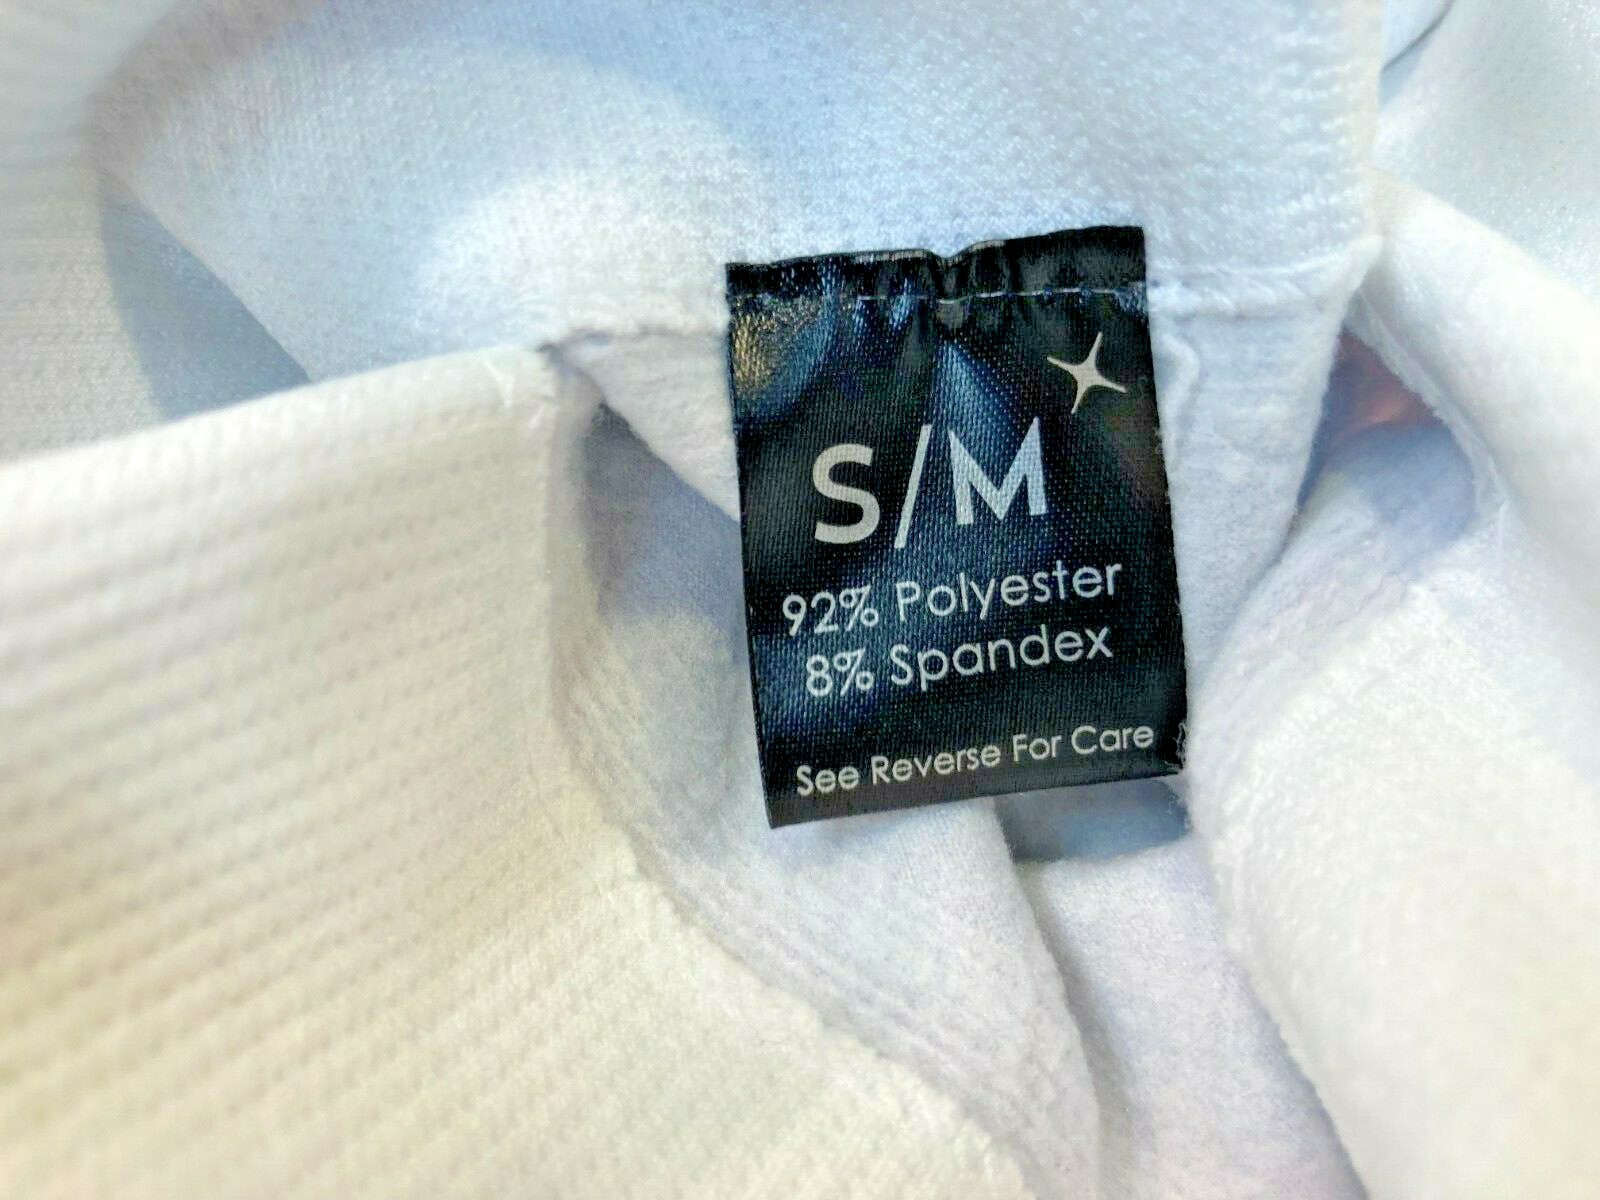 S/M
92% Polyester
8% Spandex
See Reverse For Care